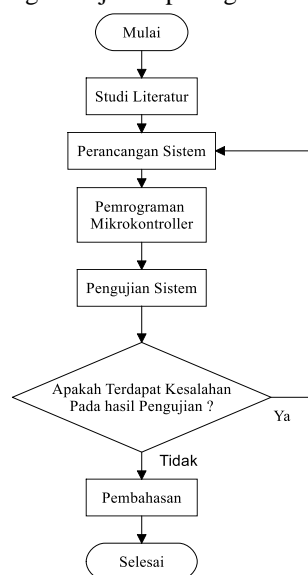 Mulai
Studi Literatur
Perancangan Sistem
Pemrograman
Mikrokontroller
Pengujian Sistem
Apakah Terdapat Kesalahan
Pada hasil Pengujian ?
Ya
Tidak
Pembahasan
Selesai